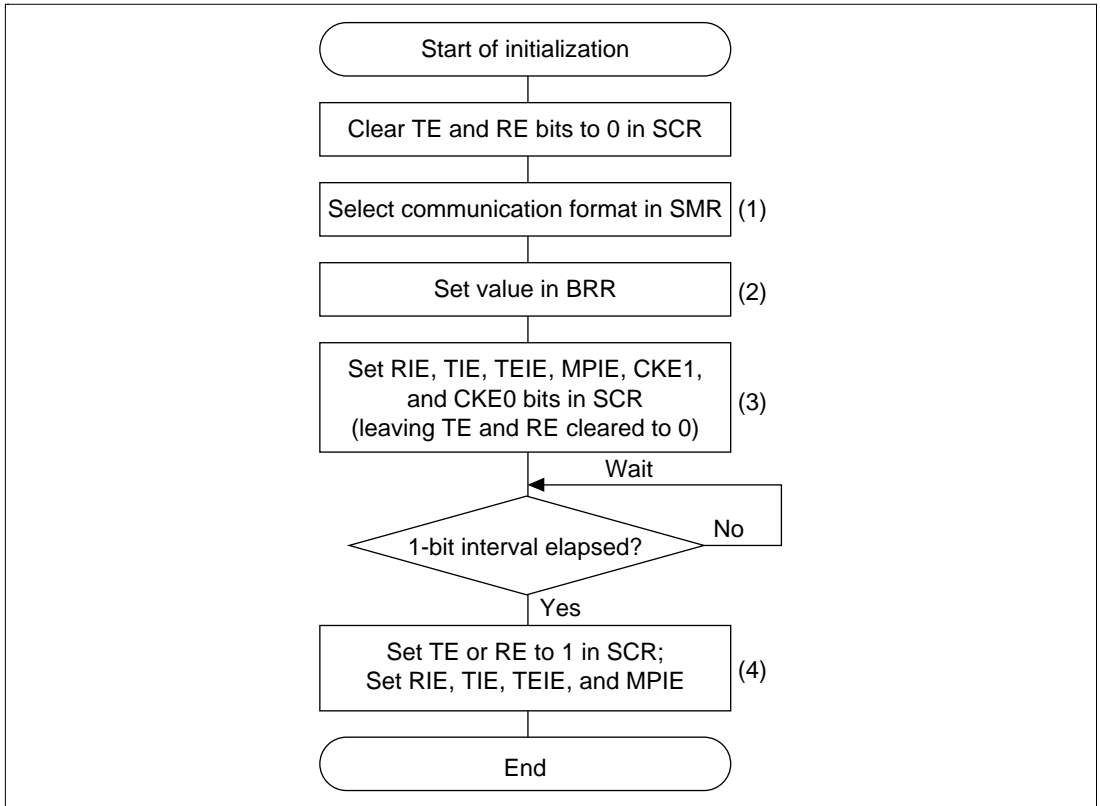 Start of initialization
Clear TE and RE bits to 0 in SCR
Select communication format in SMR (1)
Set value in BRR (2)
Set RIE, TIE, TEIE, MPIE, CKE1,
and CKE0 bits in SCR (3)
(leaving TE and RE cleared to 0)
Wait
1-bit interval elapsed? No
Yes
Set TE or RE to 1 in SCR;
Set RIE, TIE, TEIE, and MPIE (4)
End